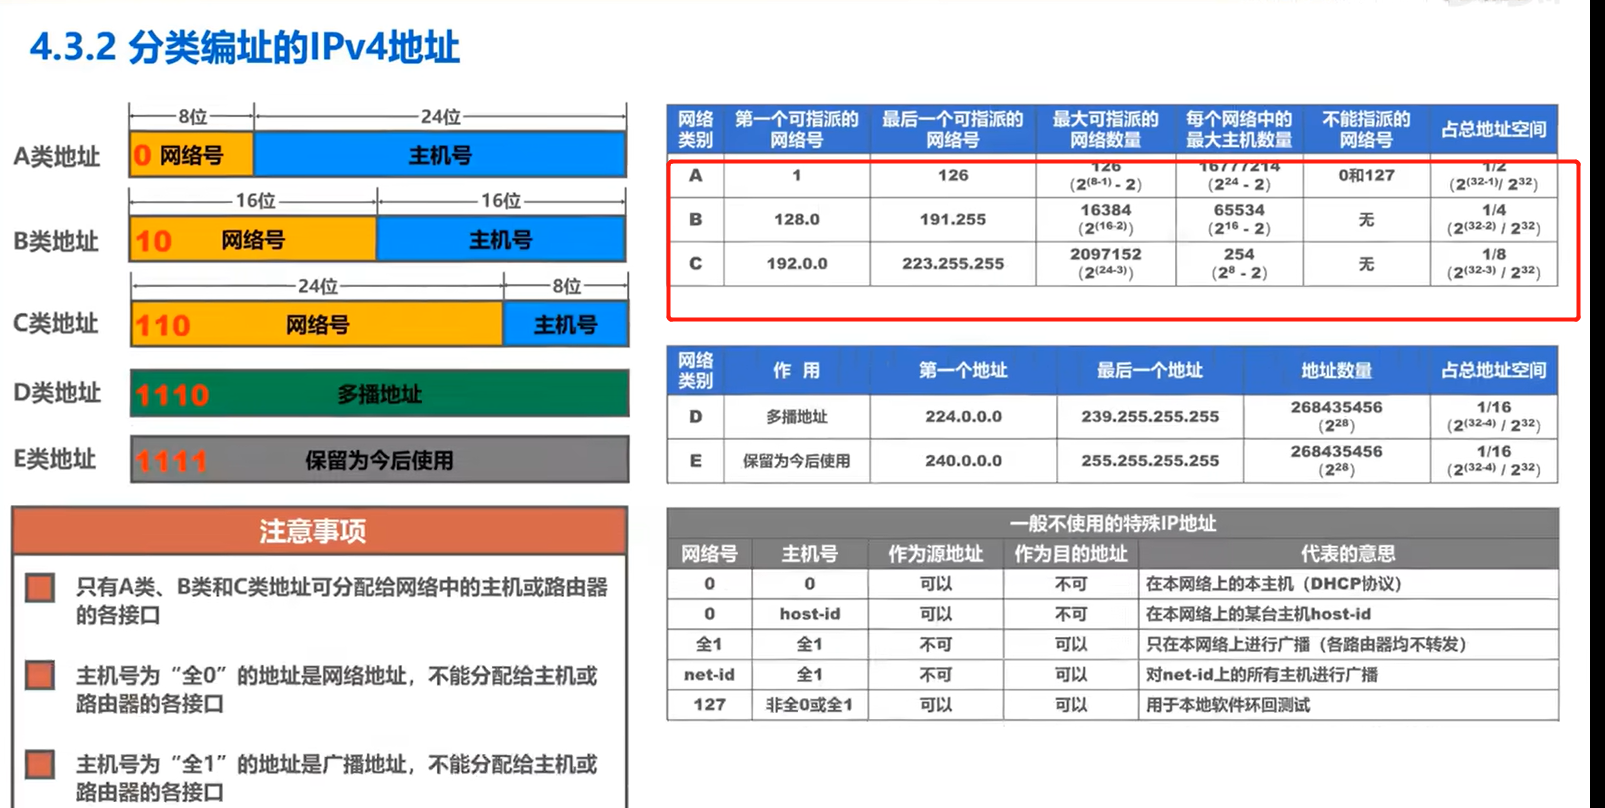 4.3.2 分类编址的IPv4地址
8位 24位
A类地址 0 网络号 主机号
16位 16位
B类地址 10 网络号 主机号
24位 8位
C类地址 110 网络号 主机号
D类地址 1110 多播地址
E类地址 1111 保留为今后使用
注意事项
只有A类、B类和C类地址可分配给网络中的主机或路由器
的各接口
主机号为“全0”的地址是网络地址，不能分配给主机或
路由器的各接口
主机号为“全1”的地址是广播地址，不能分配给主机或
路由器的各接口
网络 第一个可指派的 最后一个可指派的 最大可指派的 每个网络中的 不能指派的 占总地址空间
类别 网络号 网络号 网络数量 最大主机数量 网络号
A 1 126 126 16777214 0和127 1/2
（2(8-1) - 2） （224 - 2） （2(32-1)/ 232）
B 128.0 191.255 16384 65534 无 1/4
（2(16-2)） （216 - 2） （2(32-2) / 232）
C 192.0.0 223.255.255 2097152 254 无 1/8
（2(24-3)） （28 - 2） （2(32-3) / 232）
网络 作 用 第一个地址 最后一个地址 地址数量 占总地址空间
类别
D 多播地址 224.0.0.0 239.255.255.255 268435456 1/16
（228） （2(32-4) / 232）
E 保留为今后使用 240.0.0.0 255.255.255.255 268435456 1/16
（228） （2(32-4) / 232）
一般不使用的特殊IP地址
网络号 主机号 作为源地址 作为目的地址 代表的意思
0 0 可以 不可 在本网络上的本主机（DHCP协议）
0 host-id 可以 不可 在本网络上的某台主机host-id
全1 全1 不可 可以 只在本网络上进行广播（各路由器均不转发）
net-id 全1 不可 可以 对net-id上的所有主机进行广播
127 非全0或全1 可以 可以 用于本地软件环回测试